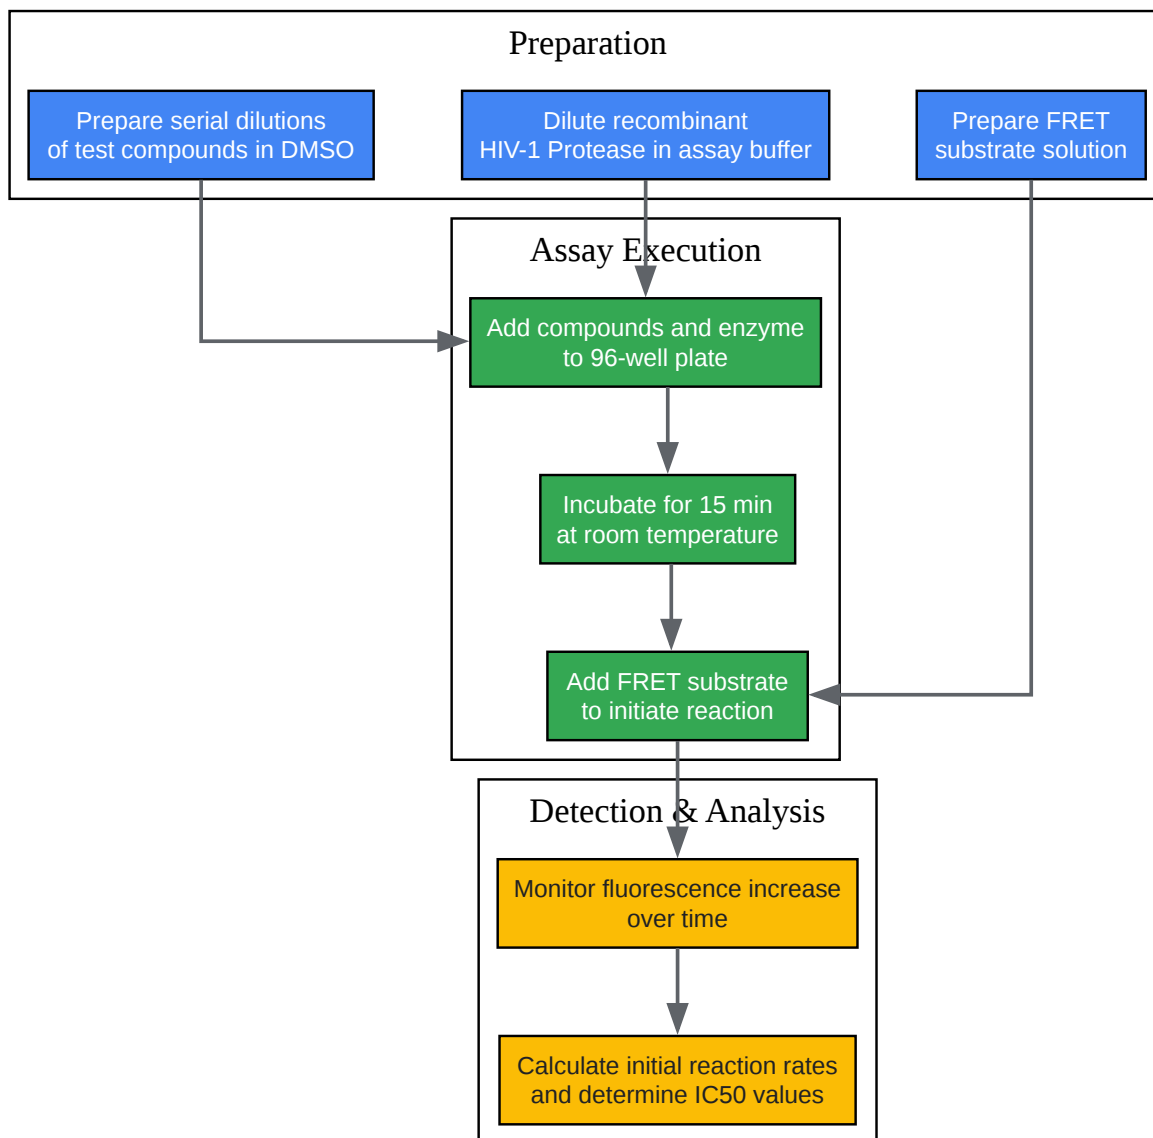 Preparation
Prepare serial dilutions
of test compounds in DMSO
Dilute recombinant
HIV-1 Protease in assay buffer
Prepare FRET
substrate solution
Assay Execution
Add compounds and enzyme
to 96-well plate
Incubate for 15 min
at room temperature
Add FRET substrate
to initiate reaction
Detection & Analysis
Monitor fluorescence increase
over time
Calculate initial reaction rates
and determine IC50 values